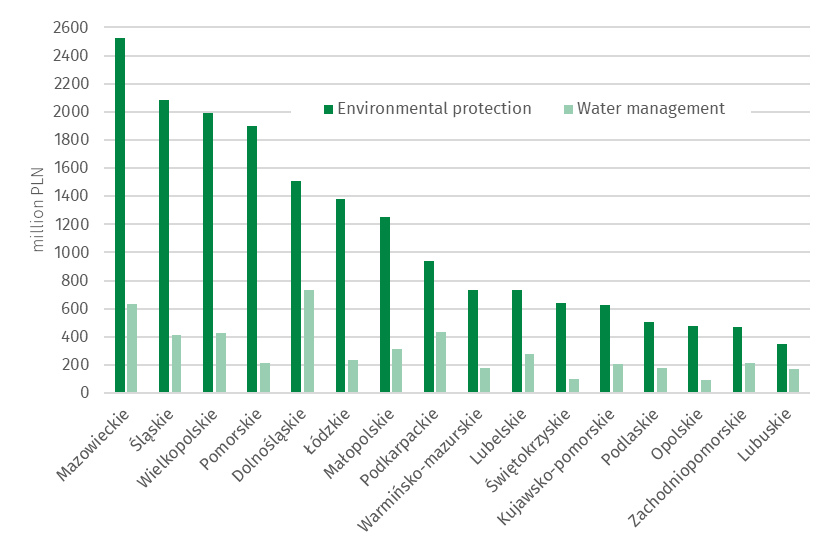 2600
2400
2200
2000
1800
1600
1400
1200
1000
800
600
400
200
0
million PLN
Environmental protection
Water management
Mazowieckie
Śląskie
Wielkopolskie
Pomorskie
Dolnośląskie
Łódzkie
Małopolskie
Podkarpackie
Warmińsko-mazurskie
Lubelskie
Świętokrzyskie
Kujawsko-pomorskie
Podlaskie
Opolskie
Zachodniopomorskie
Lubuskie